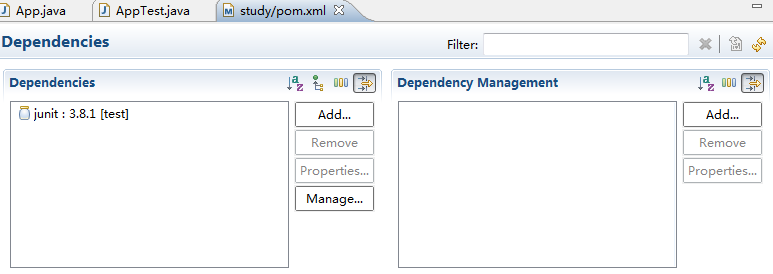 App.java AppTest.java study/pom.xml
Dependencies
Filter:
Dependencies
Dependency Management
junit : 3.8.1 [test]
Add...
Remove
Properties...
Manage...
Add...
Remove
Properties...